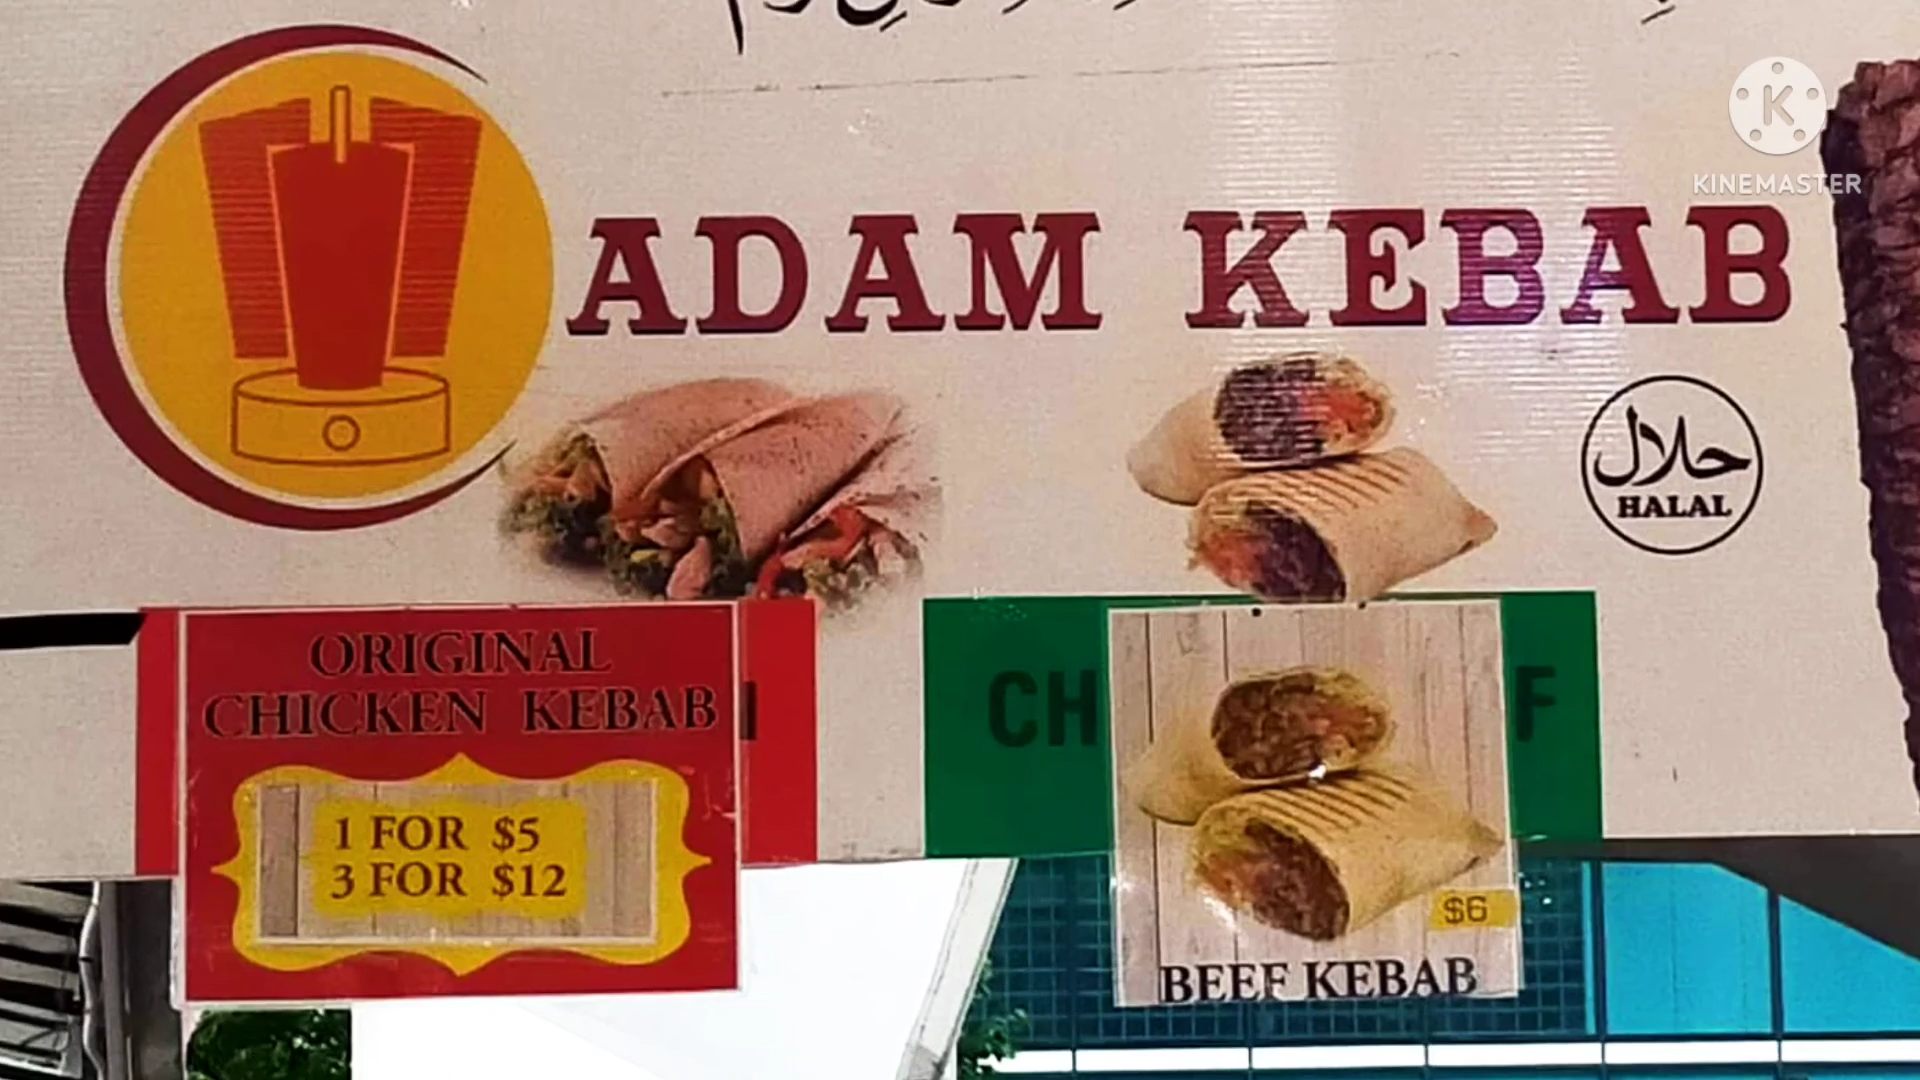 KINEMASTER
ADAM KEBAB
حلال
HALAL
ORIGINAL
CHICKEN KEBAB
1 FOR $5
3 FOR $12
CH
F
$6
BEEF KEBAB